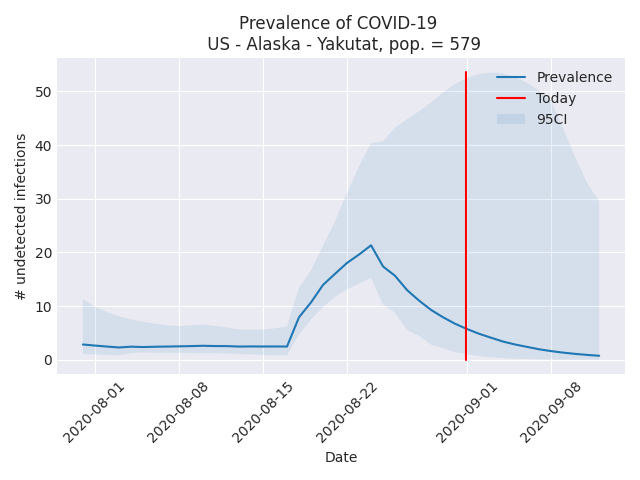 Prevalence of COVID-19
US - Alaska - Yakutat, pop. = 579
Prevalence
Today
95CI
# undetected infections
50
40
30
20
10
0
2020-08-01
2020-08-08
2020-08-15
2020-08-22
2020-09-01
2020-09-08
Date